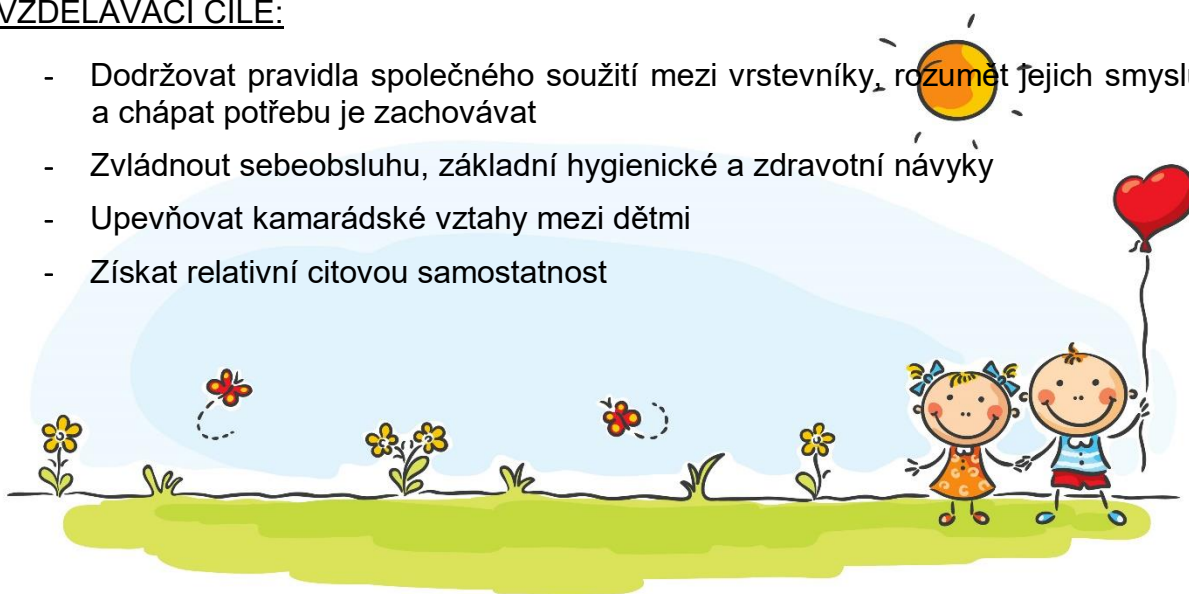 VZDĚLÁVACÍ CÍLE:
- Dodržovat pravidla společného soužití mezi vrstevníky, rozumět jejich smyslu
a chápat potřebu je zachovávat
- Zvládnout sebeobsluhu, základní hygienické a zdravotní návyky
- Upevňovat kamarádské vztahy mezi dětmi
- Získat relativní citovou samostatnost